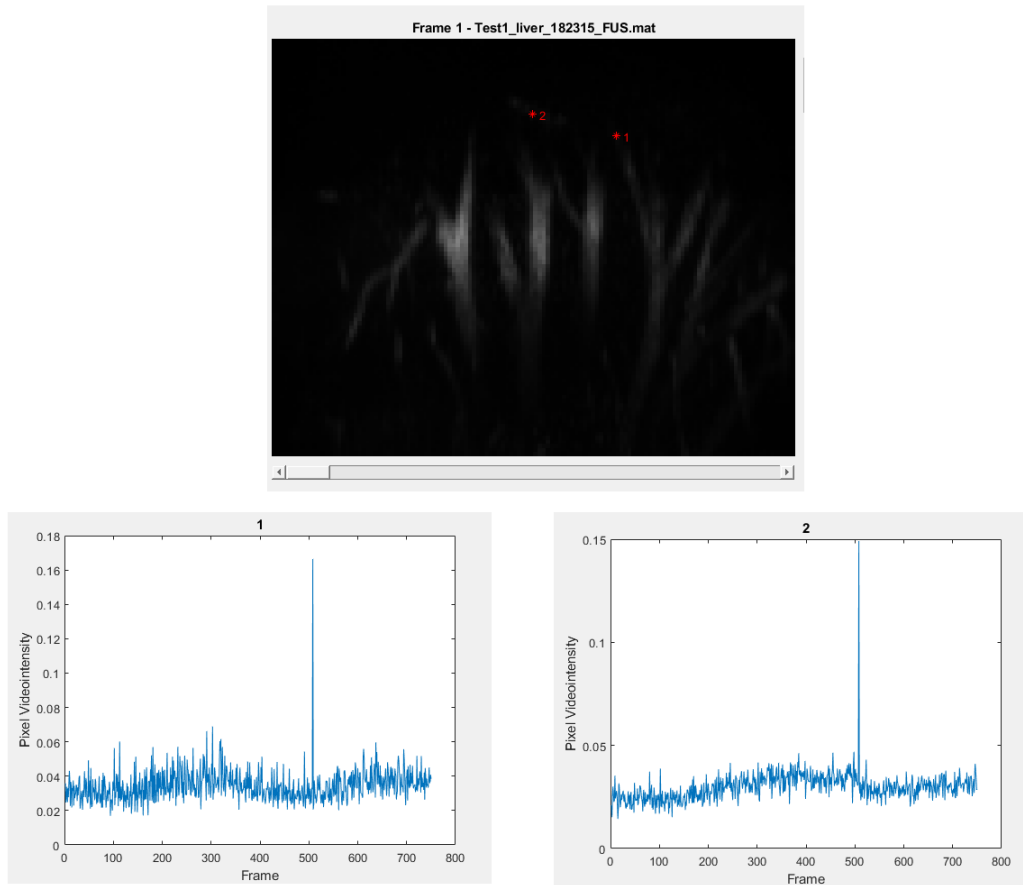 Frame 1 - Test1_liver_182315_FUS.mat
2
1
1
0.18
0.16
0.14
0.12
0.1
0.08
0.06
0.04
0.02
0
Pixel Videointensity
0 100 200 300 400 500 600 700 800
Frame
2
0.15
0.1
0.05
0
Pixel Videointensity
0 100 200 300 400 500 600 700 800
Frame